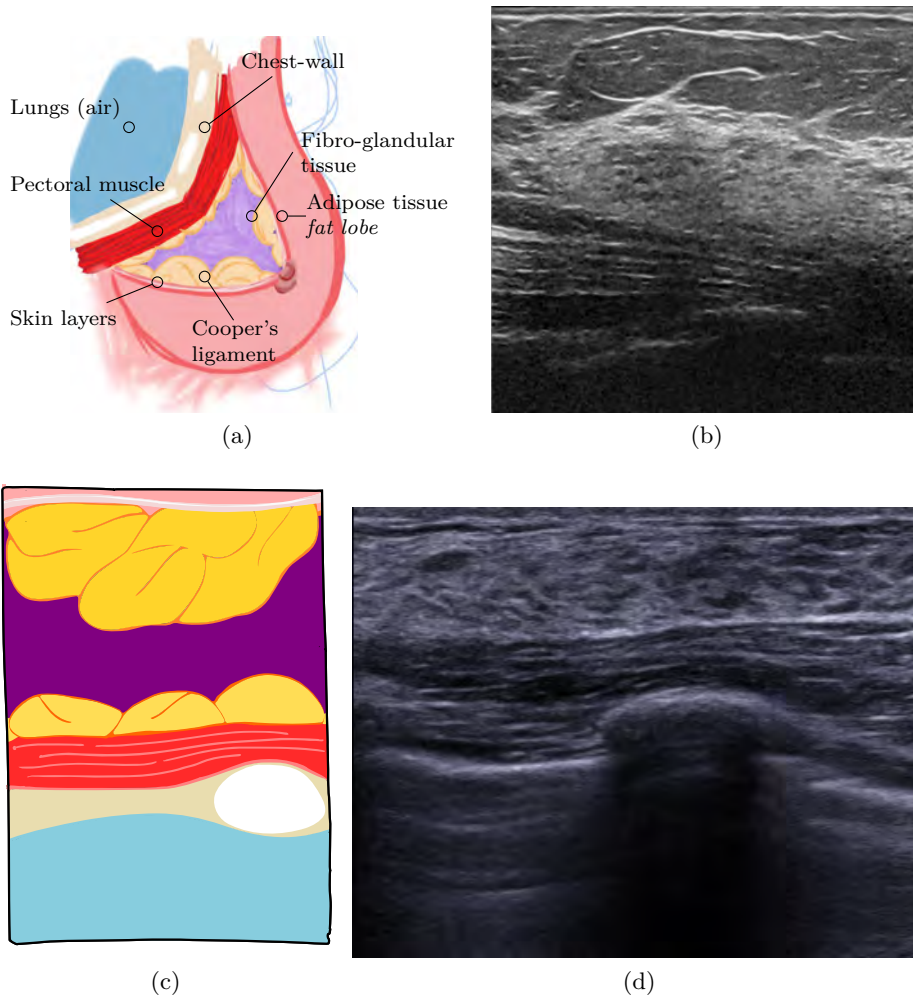 Chest-wall
Lungs (air)
Fibro-glandular
tissue
Pectoral muscle
Adipose tissue
fat lobe
Skin layers
Cooper's
ligament
(a)
(b)
(c)
(d)